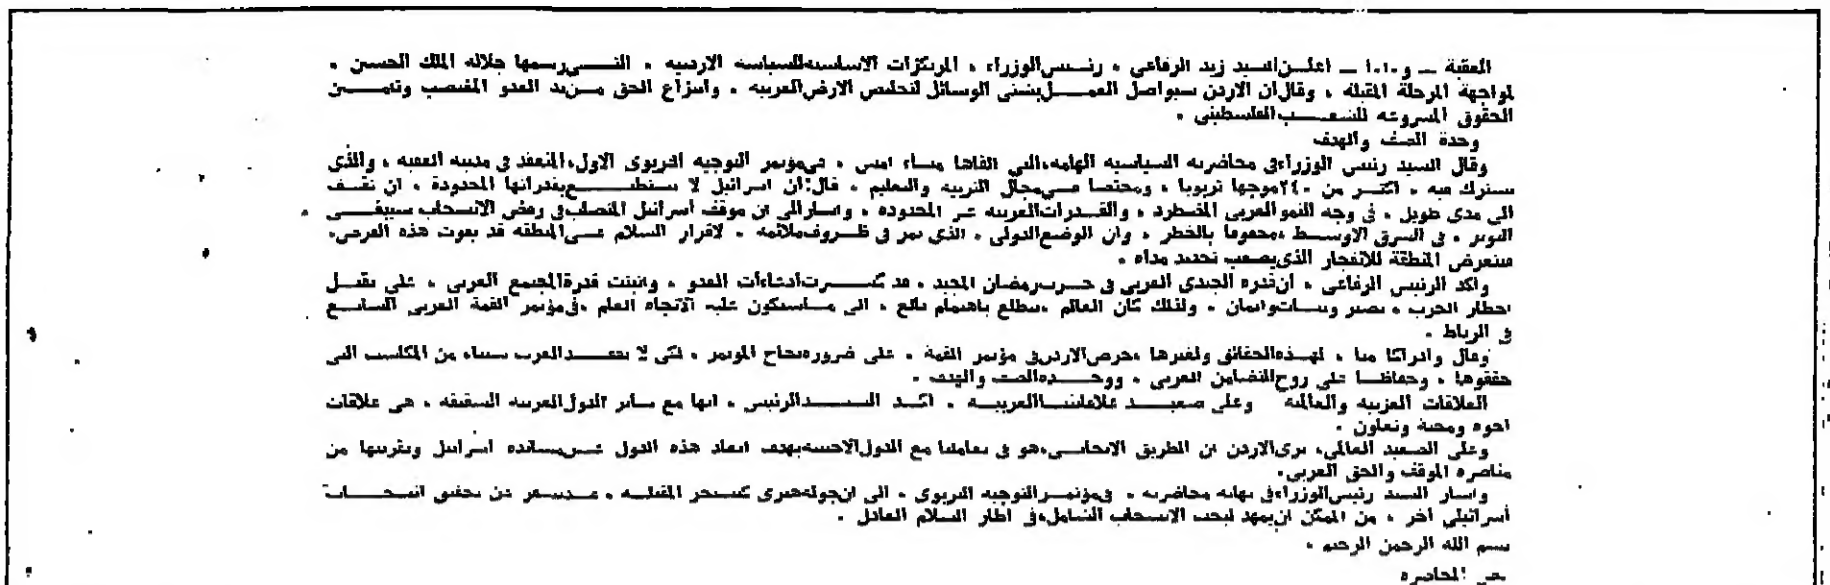 العقبة ــ و.ا.ا ــ اعلن السيد زيد الرفاعي ، رئيس الوزراء ، المرتكزات الاساسية للسياسة الاردنية ، التي رسمها جلالة الملك الحسين ،
لمواجهة المرحلة المقبلة ، وقال ان الاردن سيواصل العمل بشتى الوسائل لتخليص الارض العربية ، وانتزاع الحق من يد العدو المغتصب وتأمين
الحقوق المشروعة للشعب الفلسطيني .
وحدة الصف والهدف
وقال السيد رئيس الوزراء في محاضرته السياسية الهامة، التي القاها مساء امس ، في مؤتمر التوجيه التربوي الاول، المنعقد في مدينة العقبة ، والذي
يشترك فيه ، اكثر من ٢٤٠ موجها تربويا ، ومختصا في مجال التربية والتعليم ، قال: ان اسرائيل لا تستطيع بقدراتها المحدودة ، ان تقف
الى مدى طويل ، في وجه النمو العربي المضطرد ، والقدرات العربية غير المحدودة ، واشار الى ان موقف اسرائيل المتصلب في رفض الانسحاب سيبقى
التوتر ، في الشرق الاوسط ، محفوفا بالخطر ، وان الوضع الدولي ، الذي يمر في ظروف ملائمة ، لاقرار السلام في المنطقة قد يفوت هذه الفرص،
فتتعرض المنطقة للانفجار الذي يصعب تحديد مداه .
واكد الرئيس الرفاعي ، ان قدرة الجندي العربي في حرب رمضان المجيد ، قد كسرت ادعاءات العدو ، واثبتت قدرة المجتمع العربي ، على تقبل
اخطار الحرب ، بصبر وثبات وايمان ، ولذلك كان العالم ، يتطلع باهتمام بالغ ، الى ما سيكون عليه الاتجاه العام ، في مؤتمر القمة العربي السابع
في الرباط .
وقال وادراكا منا ، لهذه الحقائق ولغيرها ، حرص الاردن في مؤتمر القمة ، على ضرورة نجاح المؤتمر ، لكي لا يفقد العرب شيئا من المكاسب التي
حققوها ، وحفاظا على روح التضامن العربي ، ووحدة الصف والهدف .
العلاقات العربية والعالمية وعلى صعيد علاقاتنا العربية ، اكد السيد الرئيس ، انها مع سائر الدول العربية الشقيقة ، هي علاقات
اخوة ومحبة وتعاون .
وعلى الصعيد العالمي، يرى الاردن ان الطريق الايجابي، هو في تعاملنا مع الدول الاجنبية بهدف ابعاد هذه الدول عن مساندة اسرائيل وتقريبها من
مناصرة الموقف والحق العربي.
واشار السيد رئيس الوزراء في نهاية محاضرته ، في مؤتمر التوجيه التربوي ، الى ان جولة اخرى كيسنجر المقبلة ، قد تسفر عن تحقيق انسحاب
اسرائيلي آخر ، من الممكن ان يمهد لبحث الانسحاب الشامل، في اطار السلام العادل .
بسم الله الرحمن الرحيم .
نص المحاضرة